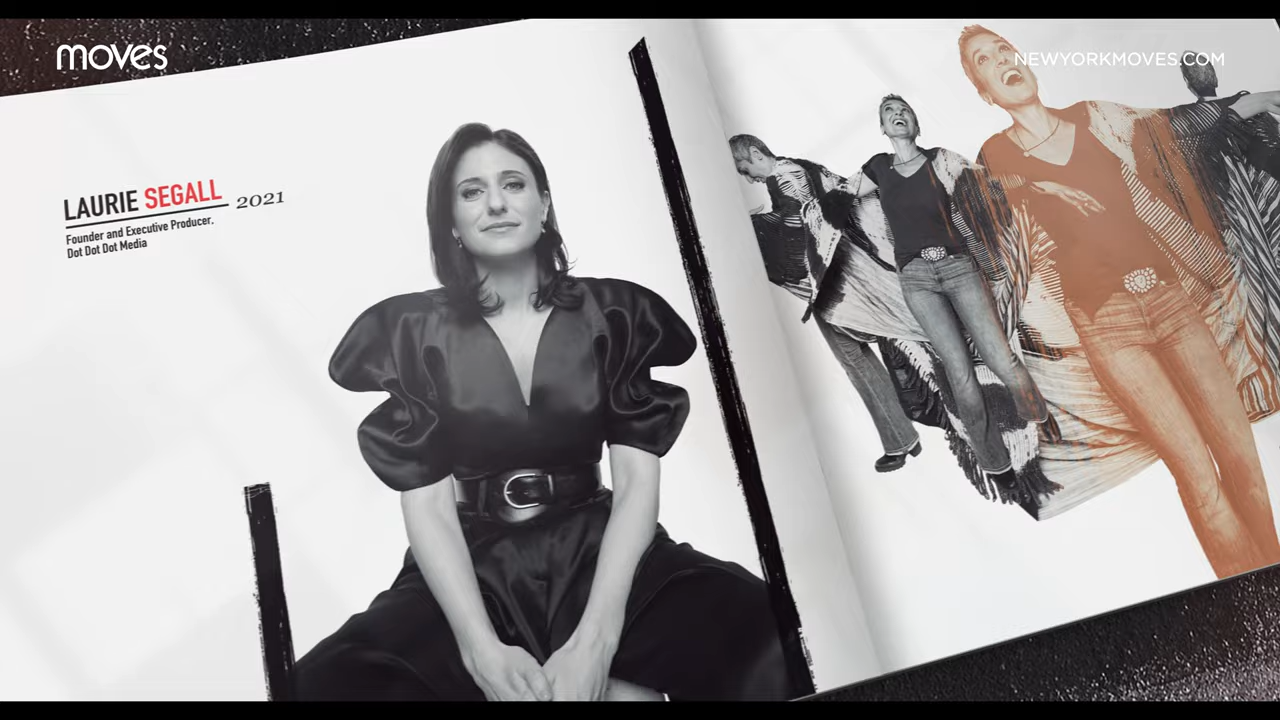 moves
NEWYORKMOVES.COM
LAURIE SEGALL 2021
Founder and Executive Producer.
Dot Dot Dot Media